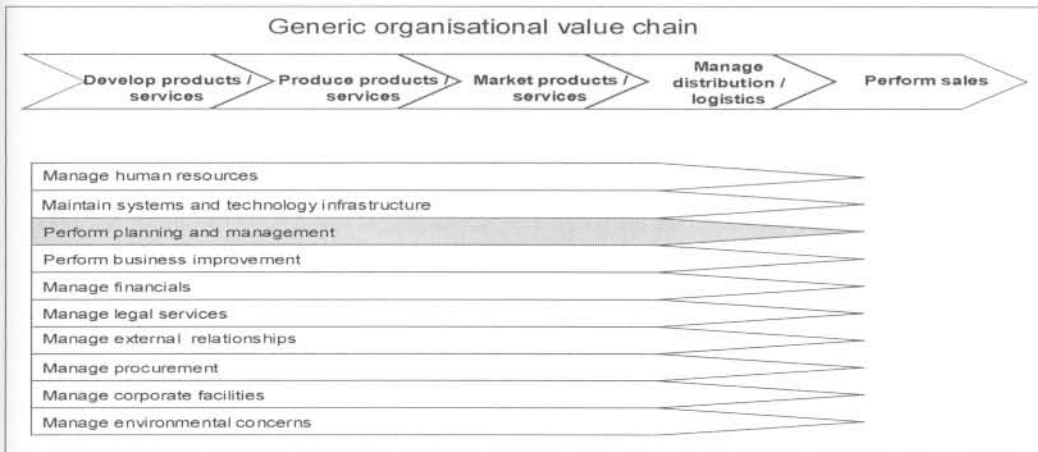 Generic organisational value chain
Develop products /
services
Produce products /
services
Market products /
services
Manage
distribution /
logistics
Perform sales
Manage human resources
Maintain systems and technology infrastructure
Perform planning and management
Perform business improvement
Manage financials
Manage legal services
Manage external relationships
Manage procurement
Manage corporate facilities
Manage environmental concerns